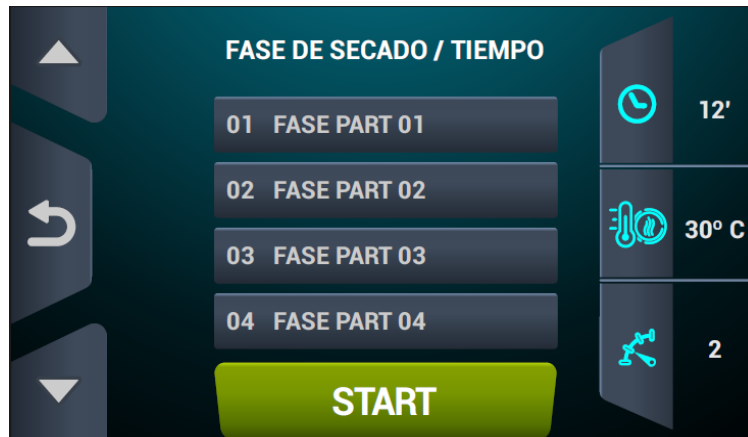 FASE DE SECADO / TIEMPO
01 FASE PART 01
02 FASE PART 02
03 FASE PART 03
04 FASE PART 04
START
12'
30º C
2